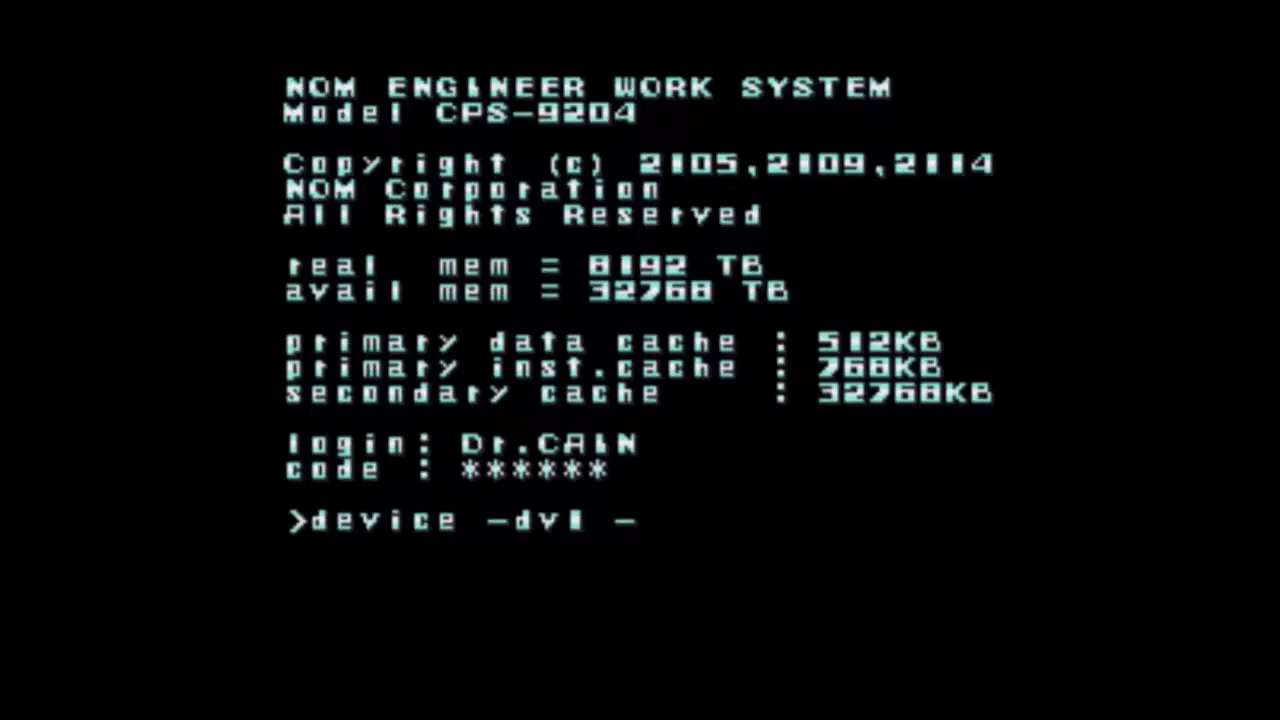 NOM ENGINEER WORK SYSTEM
Model CPS-9204
Copyright (c) 2105,2109,2114
NOM Corporation
All Rights Reserved
real mem = 8192 TB
avail mem = 32768 TB
primary data cache : 512KB
primary inst.cache : 768KB
secondary cache : 32768KB
login: Dr.CAIN
code : ******
>device -dv1 -